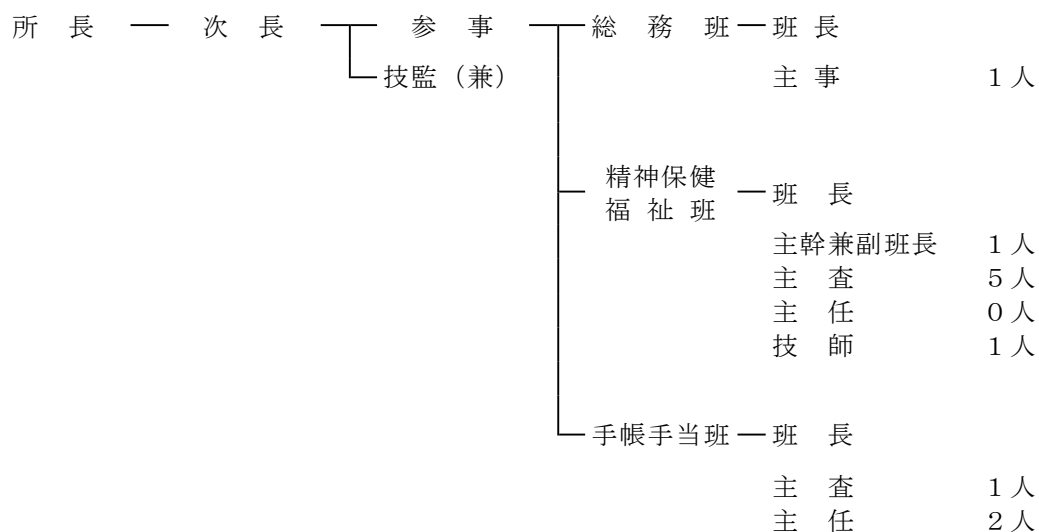 所 長 次 長 参 事 総 務 班 班 長
技監（兼） 主 事 １人
精神保健
福 祉 班 班 長
主幹兼副班長 １人
主 査 ５人
主 任 ０人
技 師 １人
手帳手当班 班 長
主 査 １人
主 任 ２人